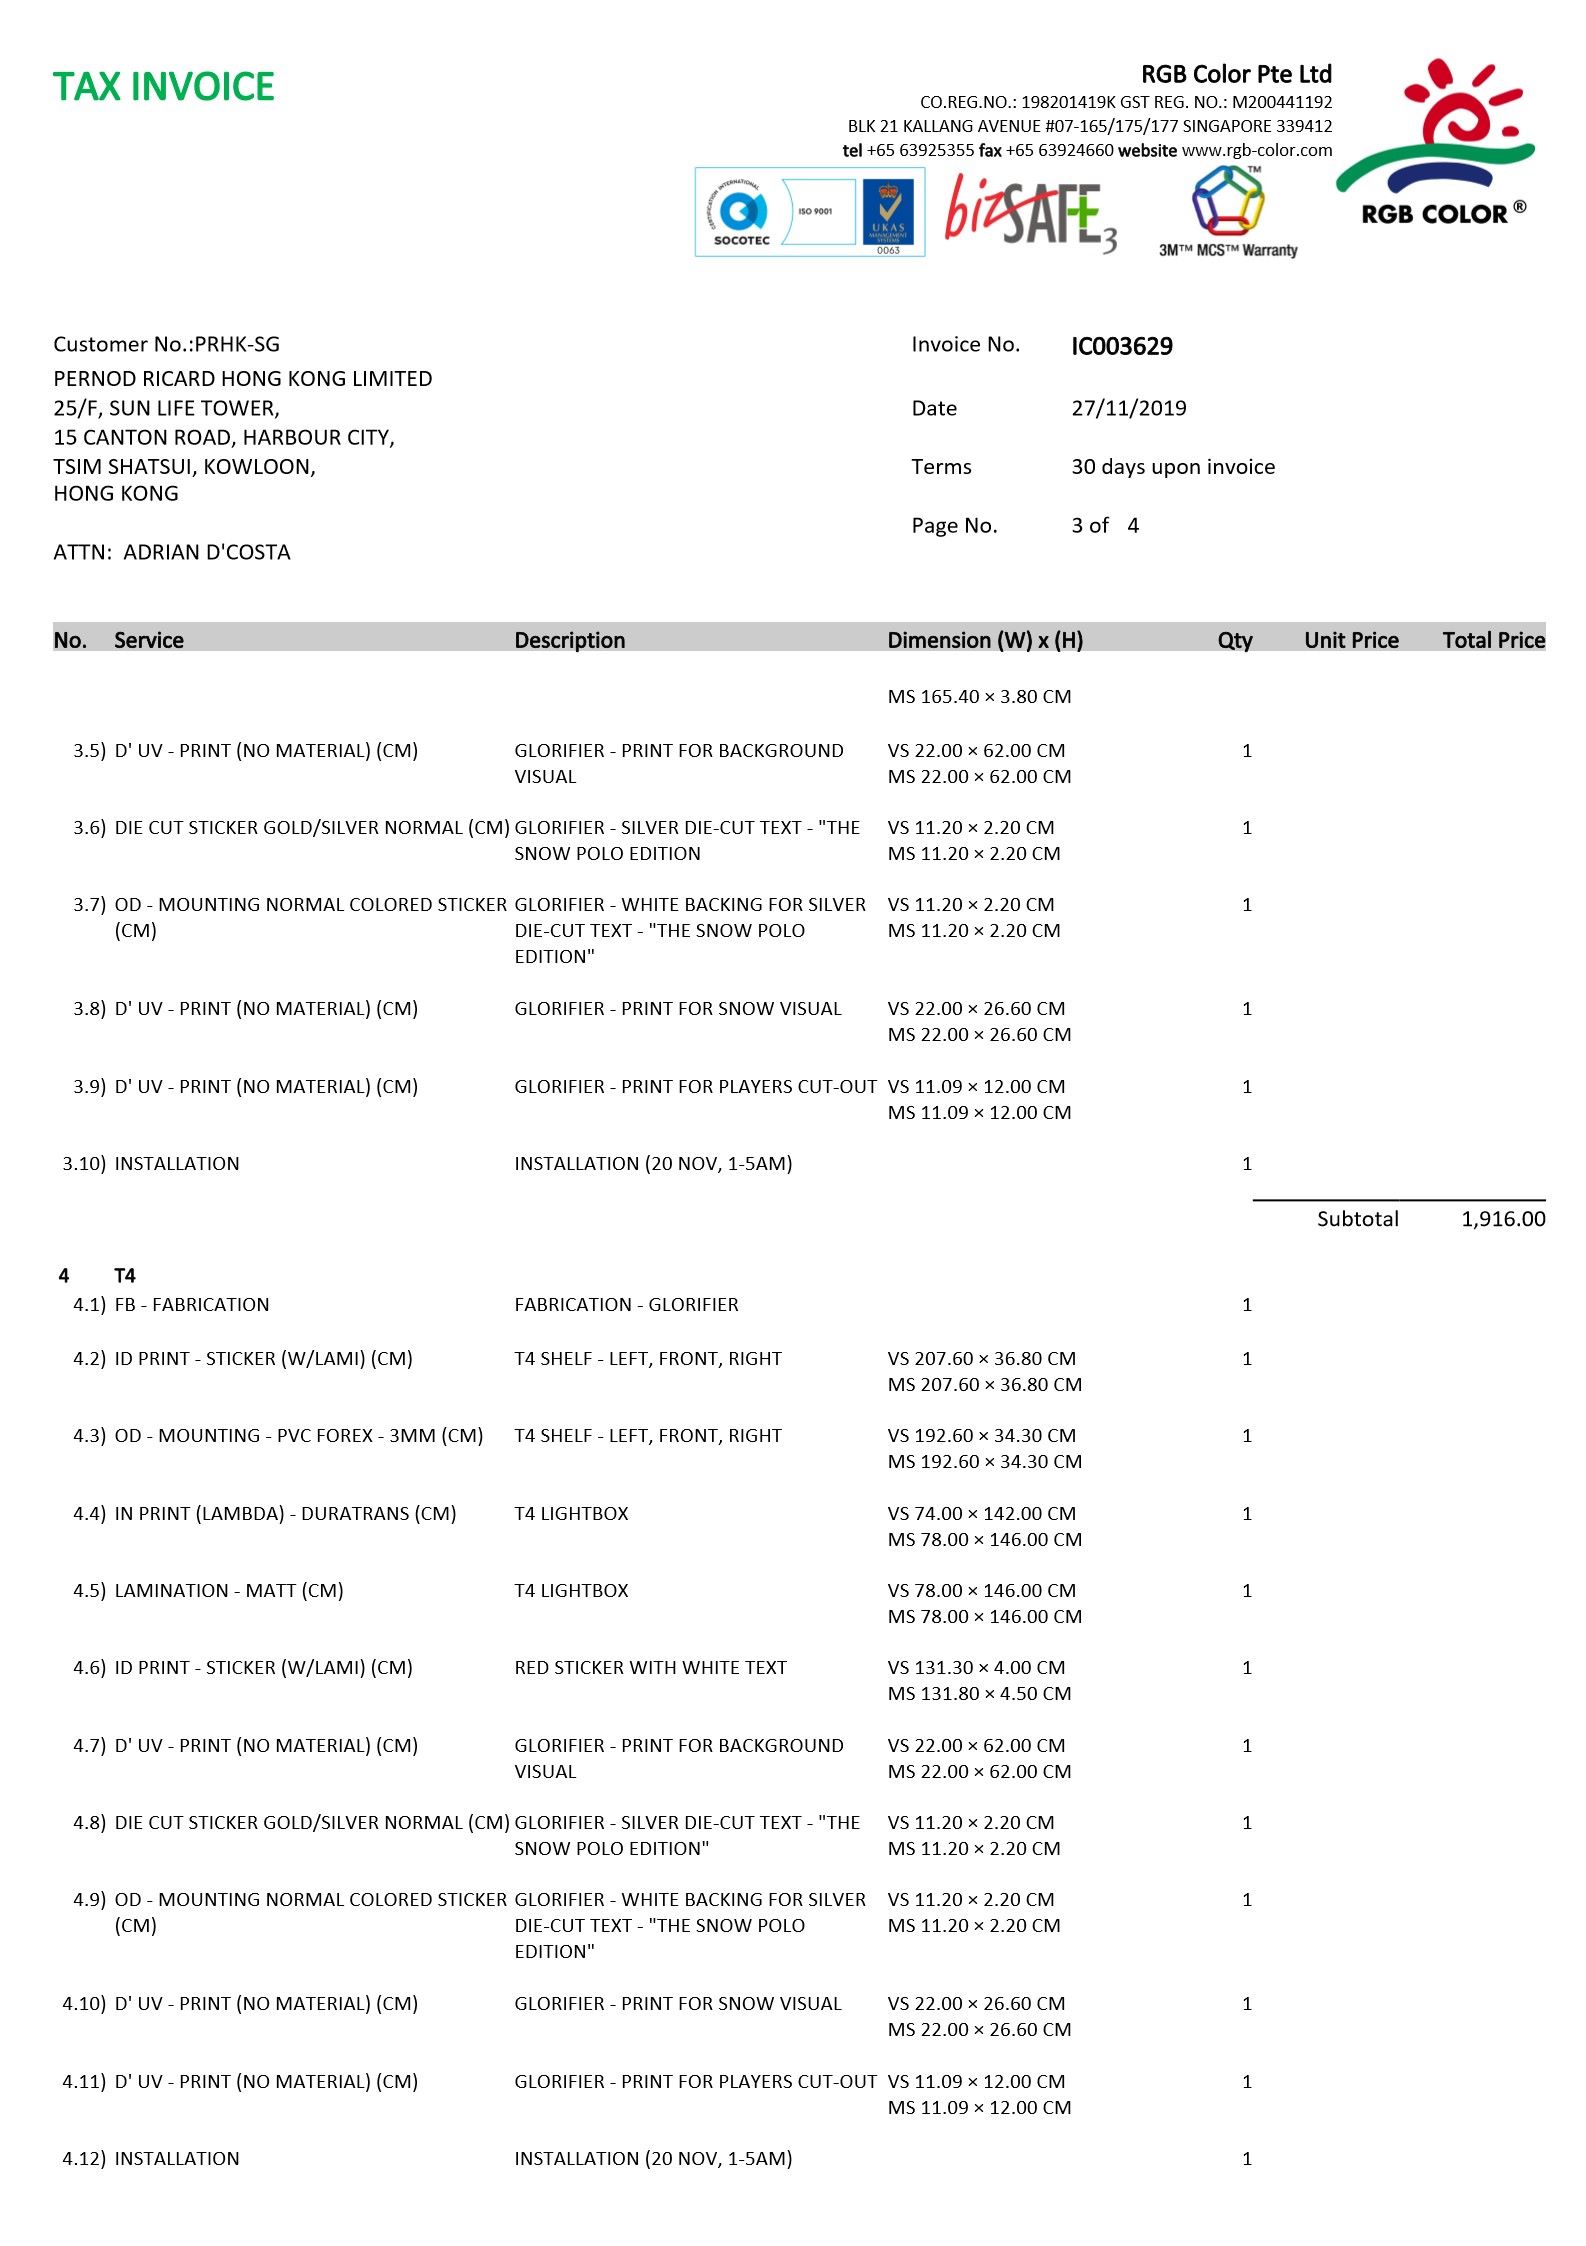 TAX INVOICE
RGB Color Pte Ltd
CO.REG.NO.: 198201419K GST REG. NO.: M200441192
BLK 21 KALLANG AVENUE #07-165/175/177 SINGAPORE 339412
tel +65 63925355 fax +65 63924660 website www.rgb-color.com
CERTIFICATION INTERNATIONAL
SOCOTEC
ISO 9001
UKAS
MANAGEMENT
SYSTEMS
0063
bizSAFE3
TM
3M™ MCS™ Warranty
RGB COLOR®
Customer No.:PRHK-SG
PERNOD RICARD HONG KONG LIMITED
25/F, SUN LIFE TOWER,
15 CANTON ROAD, HARBOUR CITY,
TSIM SHATSUI, KOWLOON,
HONG KONG
ATTN: ADRIAN D'COSTA
Invoice No. IC003629
Date 27/11/2019
Terms 30 days upon invoice
Page No. 3 of 4
No. Service Description Dimension (W) x (H) Qty Unit Price Total Price
MS 165.40 × 3.80 CM
3.5) D' UV - PRINT (NO MATERIAL) (CM) GLORIFIER - PRINT FOR BACKGROUND VS 22.00 × 62.00 CM 1
VISUAL MS 22.00 × 62.00 CM
3.6) DIE CUT STICKER GOLD/SILVER NORMAL (CM) GLORIFIER - SILVER DIE-CUT TEXT - "THE VS 11.20 × 2.20 CM 1
SNOW POLO EDITION MS 11.20 × 2.20 CM
3.7) OD - MOUNTING NORMAL COLORED STICKER GLORIFIER - WHITE BACKING FOR SILVER VS 11.20 × 2.20 CM 1
(CM) DIE-CUT TEXT - "THE SNOW POLO MS 11.20 × 2.20 CM
EDITION"
3.8) D' UV - PRINT (NO MATERIAL) (CM) GLORIFIER - PRINT FOR SNOW VISUAL VS 22.00 × 26.60 CM 1
MS 22.00 × 26.60 CM
3.9) D' UV - PRINT (NO MATERIAL) (CM) GLORIFIER - PRINT FOR PLAYERS CUT-OUT VS 11.09 × 12.00 CM 1
MS 11.09 × 12.00 CM
3.10) INSTALLATION INSTALLATION (20 NOV, 1-5AM) 1
Subtotal 1,916.00
4 T4
4.1) FB - FABRICATION FABRICATION - GLORIFIER 1
4.2) ID PRINT - STICKER (W/LAMI) (CM) T4 SHELF - LEFT, FRONT, RIGHT VS 207.60 × 36.80 CM 1
MS 207.60 × 36.80 CM
4.3) OD - MOUNTING - PVC FOREX - 3MM (CM) T4 SHELF - LEFT, FRONT, RIGHT VS 192.60 × 34.30 CM 1
MS 192.60 × 34.30 CM
4.4) IN PRINT (LAMBDA) - DURATRANS (CM) T4 LIGHTBOX VS 74.00 × 142.00 CM 1
MS 78.00 × 146.00 CM
4.5) LAMINATION - MATT (CM) T4 LIGHTBOX VS 78.00 × 146.00 CM 1
MS 78.00 × 146.00 CM
4.6) ID PRINT - STICKER (W/LAMI) (CM) RED STICKER WITH WHITE TEXT VS 131.30 × 4.00 CM 1
MS 131.80 × 4.50 CM
4.7) D' UV - PRINT (NO MATERIAL) (CM) GLORIFIER - PRINT FOR BACKGROUND VS 22.00 × 62.00 CM 1
VISUAL MS 22.00 × 62.00 CM
4.8) DIE CUT STICKER GOLD/SILVER NORMAL (CM) GLORIFIER - SILVER DIE-CUT TEXT - "THE VS 11.20 × 2.20 CM 1
SNOW POLO EDITION" MS 11.20 × 2.20 CM
4.9) OD - MOUNTING NORMAL COLORED STICKER GLORIFIER - WHITE BACKING FOR SILVER VS 11.20 × 2.20 CM 1
(CM) DIE-CUT TEXT - "THE SNOW POLO MS 11.20 × 2.20 CM
EDITION"
4.10) D' UV - PRINT (NO MATERIAL) (CM) GLORIFIER - PRINT FOR SNOW VISUAL VS 22.00 × 26.60 CM 1
MS 22.00 × 26.60 CM
4.11) D' UV - PRINT (NO MATERIAL) (CM) GLORIFIER - PRINT FOR PLAYERS CUT-OUT VS 11.09 × 12.00 CM 1
MS 11.09 × 12.00 CM
4.12) INSTALLATION INSTALLATION (20 NOV, 1-5AM) 1